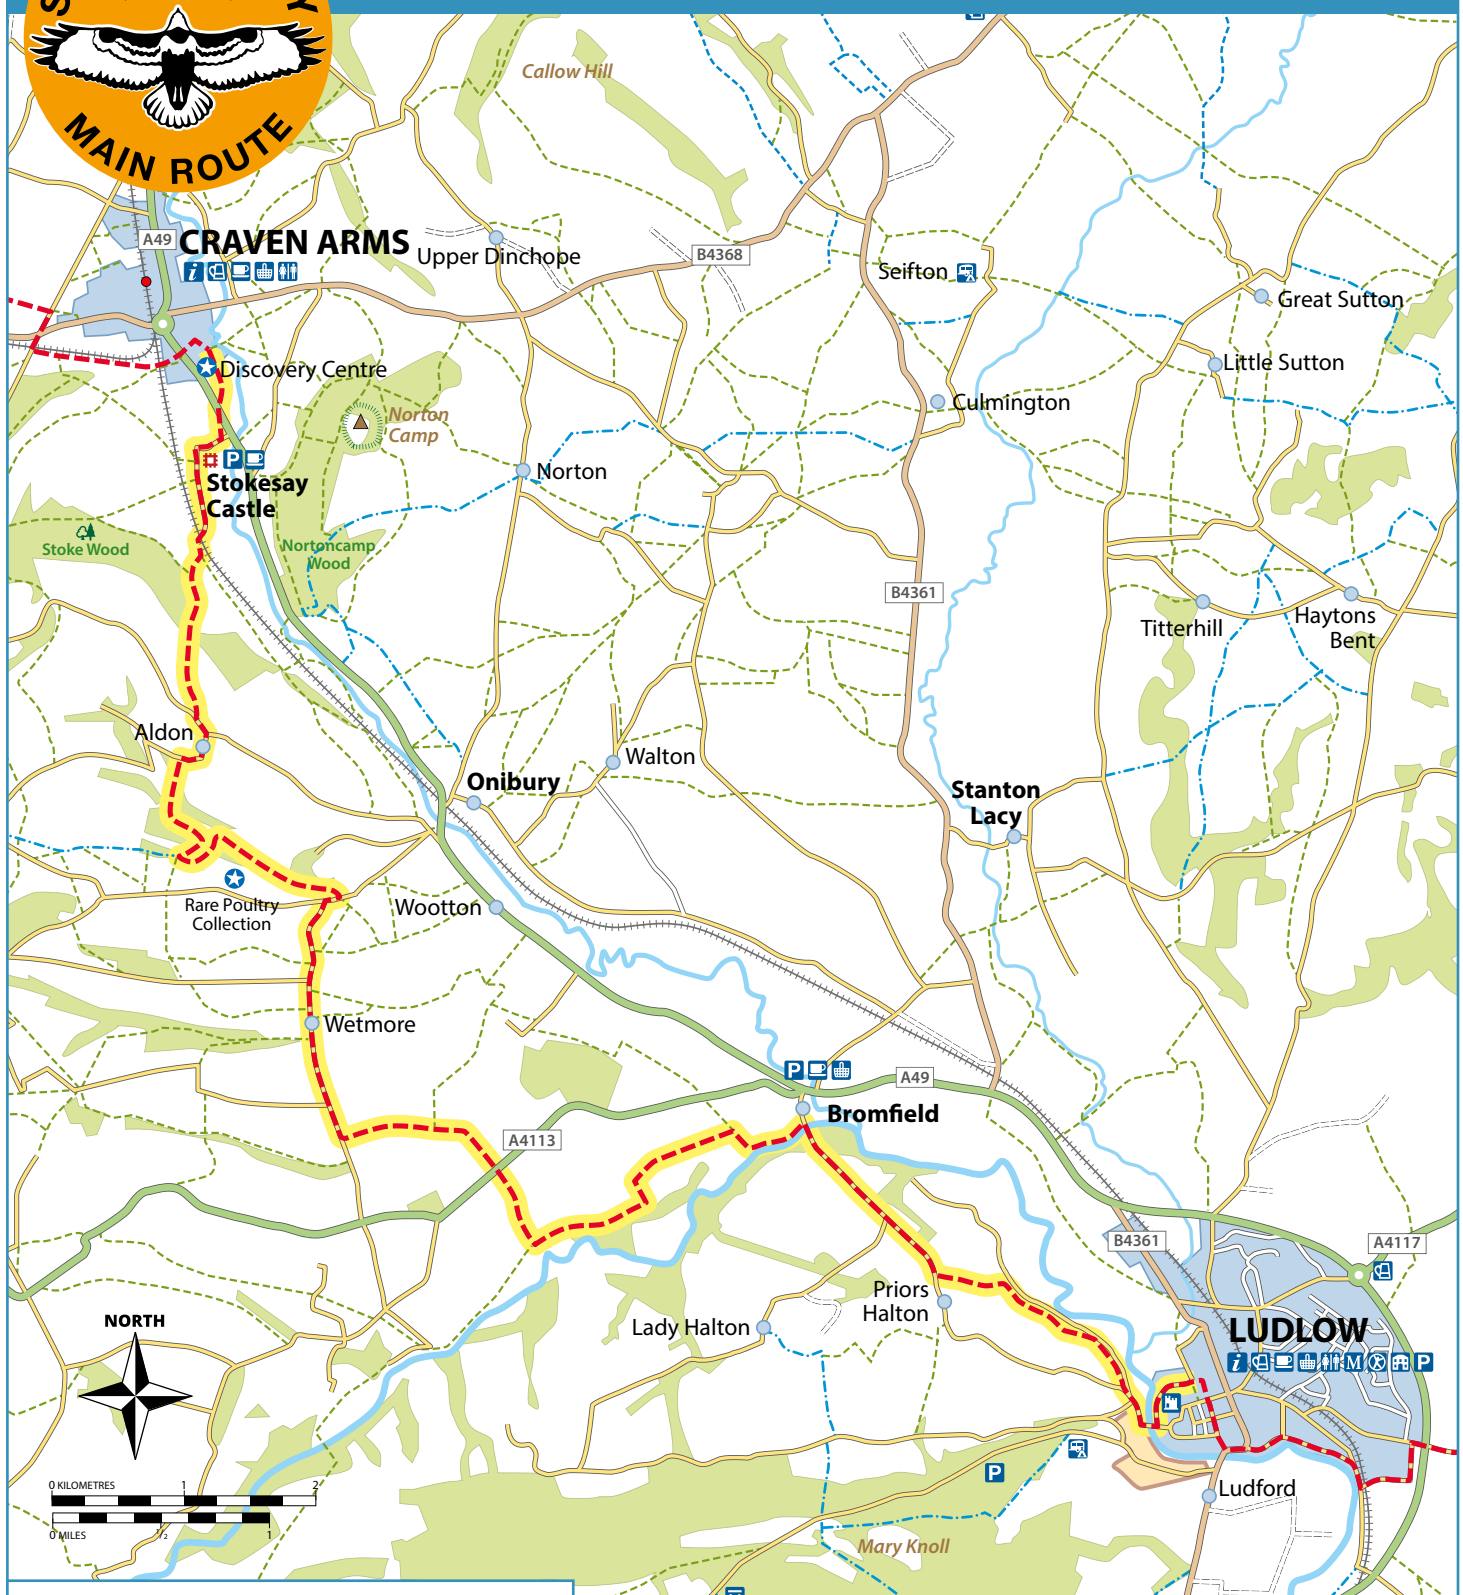 MAIN ROUTE
Callow Hill
A49
CRAVEN ARMS
Upper Dinchope
B4368
Seifton
Great Sutton
Discovery Centre
Little Sutton
Norton
Camp
Culmington
Norton
Stokesay
Castle
Stoke Wood
Nortoncamp
Wood
B4361
Titterhill
Haytons
Bent
Aldon
Walton
Onibury
Stanton
Lacy
Rare Poultry
Collection
Wootton
Wetmore
P
P
A49
Bromfield
A4113
B4361
A4117
Priors
Halton
Lady Halton
NORTH
LUDLOW
i
M
P
i
P
0 KILOMETRES 1 2
0 MILES 1/2 1
Ludford
Mary Knoll